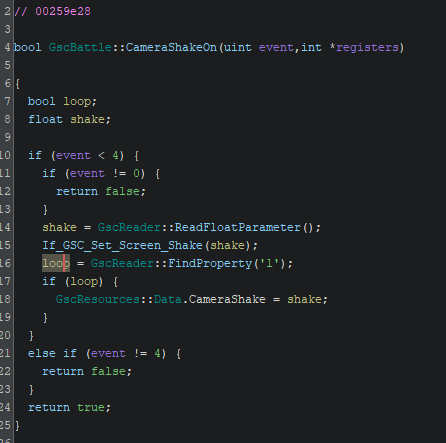 2 // 00259e28
3
4 bool GscBattle::CameraShakeOn(uint event,int *registers)
5
6 {
7 bool loop;
8 float shake;
9
10 if (event < 4) {
11 if (event != 0) {
12 return false;
13 }
14 shake = GscReader::ReadFloatParameter();
15 If_GSC_Set_Screen_Shake(shake);
16 loop = GscReader::FindProperty('l');
17 if (loop) {
18 GscResources::Data.CameraShake = shake;
19 }
20 }
21 else if (event != 4) {
22 return false;
23 }
24 return true;
25 }